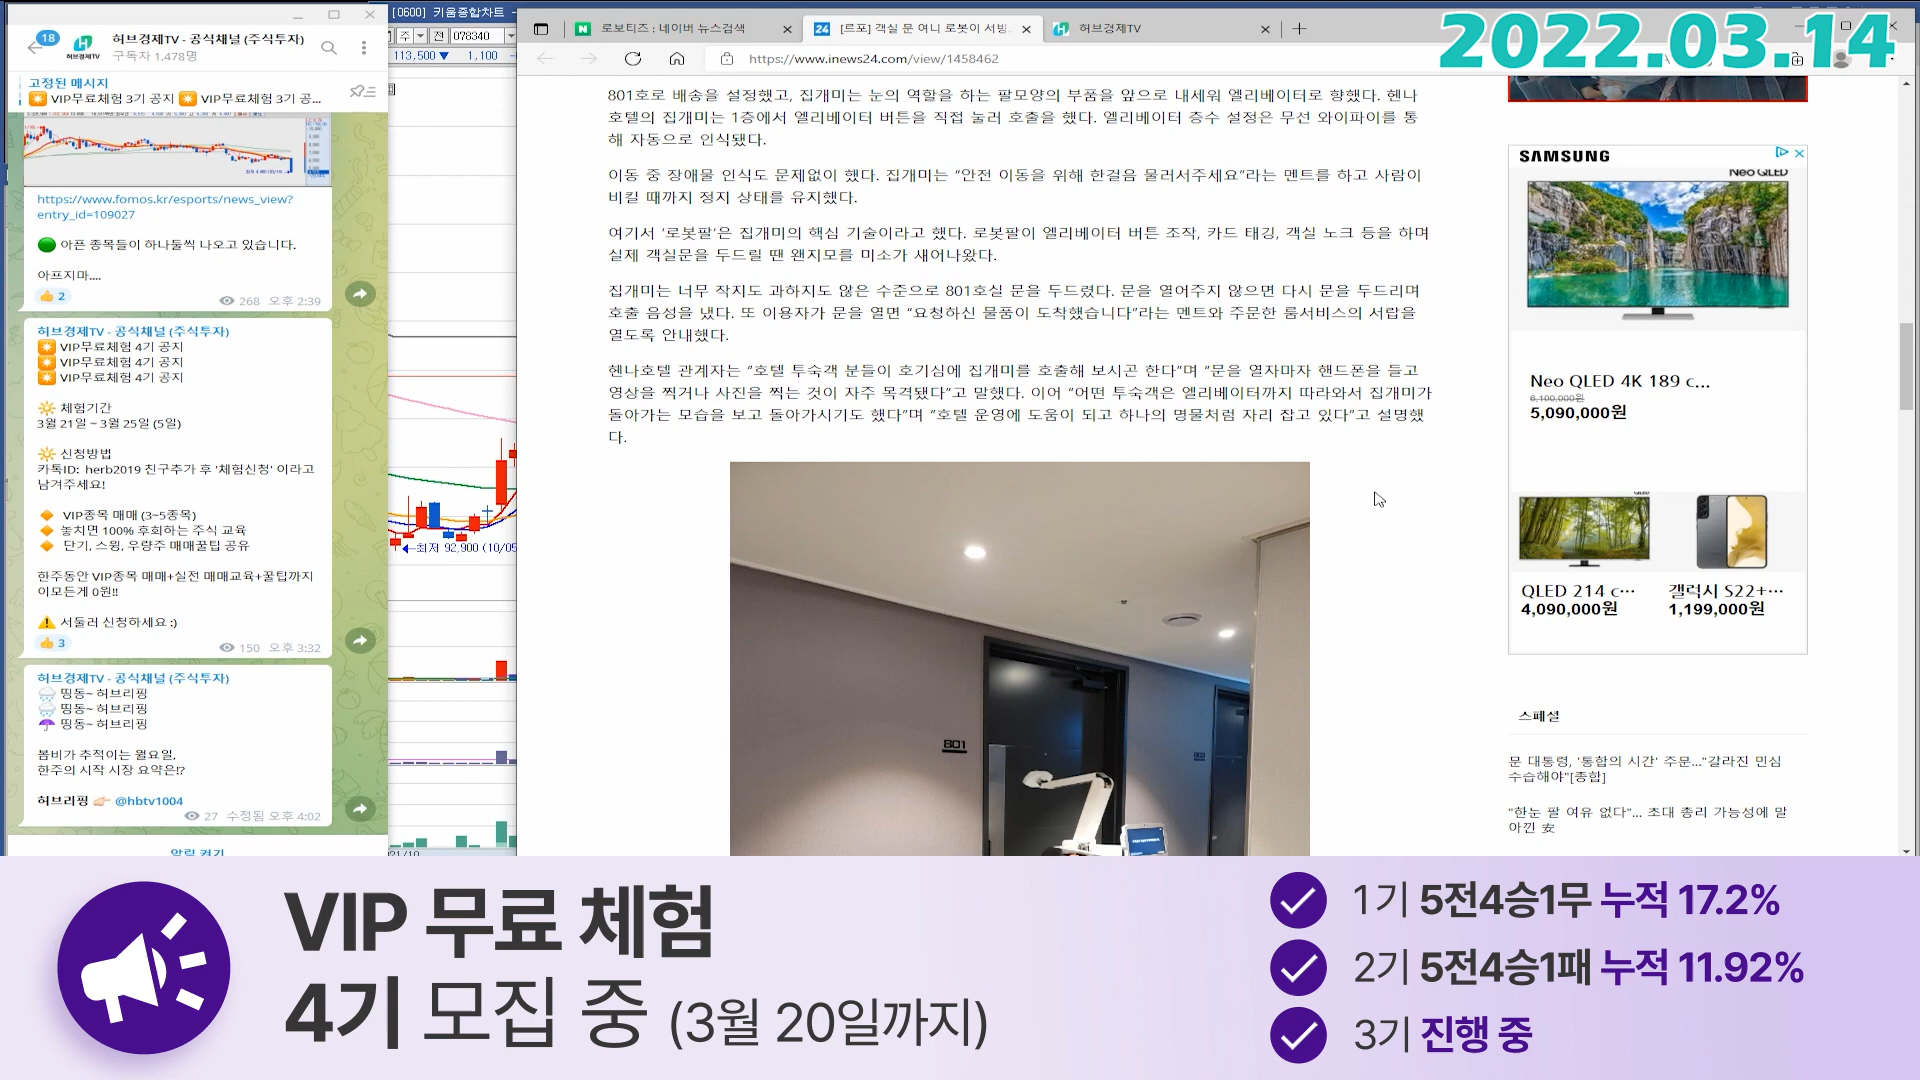 18
허브경제TV - 공식채널 (주식투자)
구독자 1,478명
고정된 메시지
VIP무료체험 3기 공지 VIP무료체험 3기 공...
https://www.fomos.kr/esports/news_view?
entry_id=109027
아픈 종목들이 하나둘씩 나오고 있습니다.
아프지마....
2
268 오후 2:39
허브경제TV - 공식채널 (주식투자)
VIP무료체험 4기 공지
VIP무료체험 4기 공지
VIP무료체험 4기 공지
체험기간
3월 21일 ~ 3월 25일 (5일)
신청방법
카톡ID: herb2019 친구추가 후 '체험신청' 이라고
남겨주세요!
VIP종목 매매 (3~5종목)
놓치면 100% 후회하는 주식 교육
단기, 스윙, 우량주 매매꿀팁 공유
한주동안 VIP종목 매매+실전 매매교육+꿀팁까지
이모든게 0원!!
서둘러 신청하세요 :)
3
150 오후 3:32
허브경제TV - 공식채널 (주식투자)
띵동~ 허브리핑
띵동~ 허브리핑
띵동~ 허브리핑
봄비가 추적이는 월요일,
한주의 시작 시장 요약은!?
허브리핑 @hbtv1004
27 수정됨 오후 4:02
알림 켜기
[0600] 키움종합차트 -
주 전 078340
113,500 ▼ 1,100
최저 92,900 (10/05
로보티즈 : 네이버 뉴스검색
[르포] 객실 문 여니 로봇이 서빙
허브경제TV
https://www.inews24.com/view/1458462
2022.03.14
801호로 배송을 설정했고, 집개미는 눈의 역할을 하는 팔모양의 부품을 앞으로 내세워 엘리베이터로 향했다. 헨나
호텔의 집개미는 1층에서 엘리베이터 버튼을 직접 눌러 호출을 했다. 엘리베이터 층수 설정은 무선 와이파이를 통
해 자동으로 인식됐다.
이동 중 장애물 인식도 문제없이 했다. 집개미는 “안전 이동을 위해 한걸음 물러서주세요”라는 멘트를 하고 사람이
비킬 때까지 정지 상태를 유지했다.
여기서 ‘로봇팔’은 집개미의 핵심 기술이라고 했다. 로봇팔이 엘리베이터 버튼 조작, 카드 태깅, 객실 노크 등을 하며
실제 객실문을 두드릴 땐 왠지모를 미소가 새어나왔다.
집개미는 너무 작지도 과하지도 않은 수준으로 801호실 문을 두드렸다. 문을 열어주지 않으면 다시 문을 두드리며
호출 음성을 냈다. 또 이용자가 문을 열면 “요청하신 물품이 도착했습니다”라는 멘트와 주문한 룸서비스의 서랍을
열도록 안내했다.
헨나호텔 관계자는 “호텔 투숙객 분들이 호기심에 집개미를 호출해 보시곤 한다”며 “문을 열자마자 핸드폰을 들고
영상을 찍거나 사진을 찍는 것이 자주 목격됐다”고 말했다. 이어 “어떤 투숙객은 엘리베이터까지 따라와서 집개미가
돌아가는 모습을 보고 돌아가시기도 했다”며 “호텔 운영에 도움이 되고 하나의 명물처럼 자리 잡고 있다”고 설명했
다.
801
SAMSUNG
Neo QLED
Neo QLED 4K 189 c...
6,100,000원
5,090,000원
QLED 214 c···
4,090,000원
갤럭시 S22+···
1,199,000원
스페셜
문 대통령, '통합의 시간' 주문…"갈라진 민심
수습해야"[종합]
"한눈 팔 여유 없다"… 초대 총리 가능성에 말
아낀 安
VIP 무료 체험
4기 모집 중 (3월 20일까지)
1기 5전4승1무 누적 17.2%
2기 5전4승1패 누적 11.92%
3기 진행 중